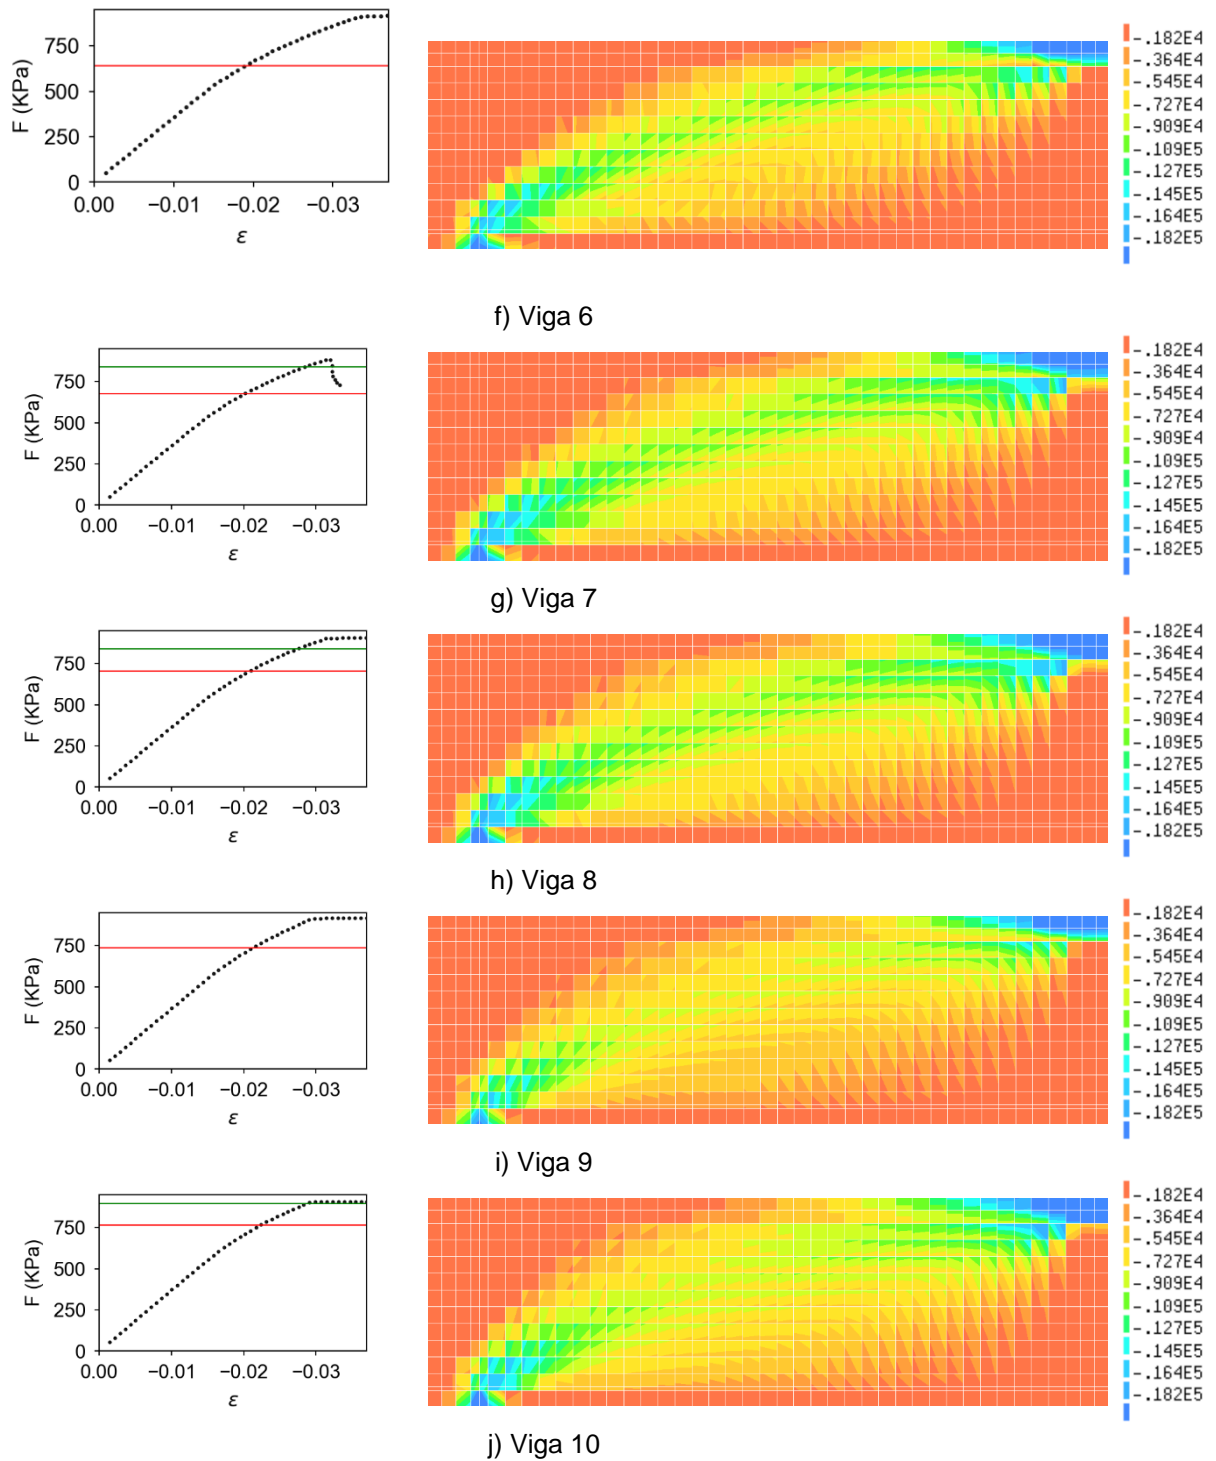 F (KPa)
750
500
250
0
0.00 −0.01 −0.02 −0.03
ε
-.182E4
-.364E4
-.545E4
-.727E4
-.909E4
-.109E5
-.127E5
-.145E5
-.164E5
-.182E5
f) Viga 6
F (KPa)
750
500
250
0
0.00 −0.01 −0.02 −0.03
ε
-.182E4
-.364E4
-.545E4
-.727E4
-.909E4
-.109E5
-.127E5
-.145E5
-.164E5
-.182E5
g) Viga 7
F (KPa)
750
500
250
0
0.00 −0.01 −0.02 −0.03
ε
-.182E4
-.364E4
-.545E4
-.727E4
-.909E4
-.109E5
-.127E5
-.145E5
-.164E5
-.182E5
h) Viga 8
F (KPa)
750
500
250
0
0.00 −0.01 −0.02 −0.03
ε
-.182E4
-.364E4
-.545E4
-.727E4
-.909E4
-.109E5
-.127E5
-.145E5
-.164E5
-.182E5
i) Viga 9
F (KPa)
750
500
250
0
0.00 −0.01 −0.02 −0.03
ε
-.182E4
-.364E4
-.545E4
-.727E4
-.909E4
-.109E5
-.127E5
-.145E5
-.164E5
-.182E5
j) Viga 10